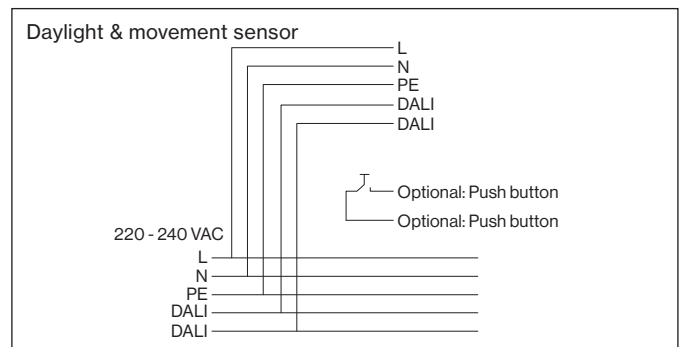 Daylight & movement sensor
L
N
PE
DALI
DALI
Optional: Push button
Optional: Push button
220 - 240 VAC
L
N
PE
DALI
DALI